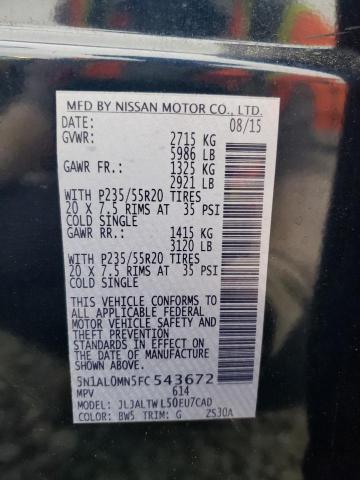 MFD BY NISSAN MOTOR CO., LTD.
DATE: 08/15
GVWR: 2715 KG
5986 LB
GAWR FR.: 1325 KG
2921 LB
WITH P235/55R20 TIRES
20 X 7.5 RIMS AT 35 PSI
COLD SINGLE
GAWR RR.: 1415 KG
3120 LB
WITH P235/55R20 TIRES
20 X 7.5 RIMS AT 35 PSI
COLD SINGLE
THIS VEHICLE CONFORMS TO
ALL APPLICABLE FEDERAL
MOTOR VEHICLE SAFETY AND
THEFT PREVENTION
STANDARDS IN EFFECT ON
THE DATE OF MANUFACTURE
SHOWN ABOVE.
5N1AL0MN5FC543672
MPV 614
MODEL: JL3ALTWL50EU7CAD
COLOR: BW5 TRIM: G ZS30A